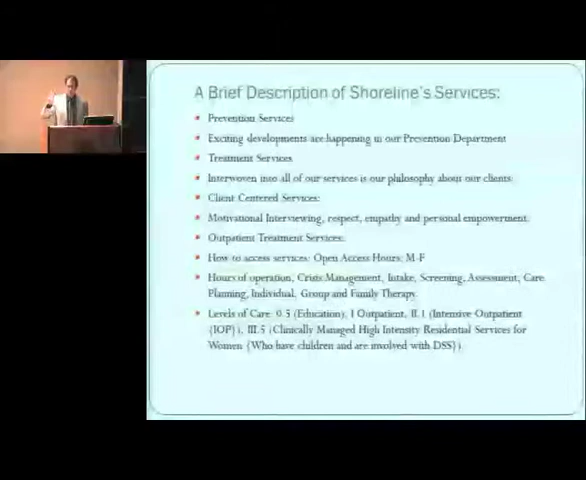 A Brief Description of Shoreline's Services:
Prevention Services
Exciting developments are happening in our Prevention Department
Treatment Services
Interwoven into all of our services is our philosophy about our clients:
Client Centered Services:
Motivational Interviewing, respect, empathy and personal empowerment.
Outpatient Treatment Services:
How to access services: Open Access Hours: M-F
Hours of operation, Crisis Management, Intake, Screening, Assessment, Care
Planning, Individual, Group and Family Therapy.
Levels of Care: 0.5 (Education), I Outpatient, II.1 (Intensive Outpatient
{IOP}), III.5 (Clinically Managed High Intensity Residential Services for
Women {Who have children and are involved with DSS}).